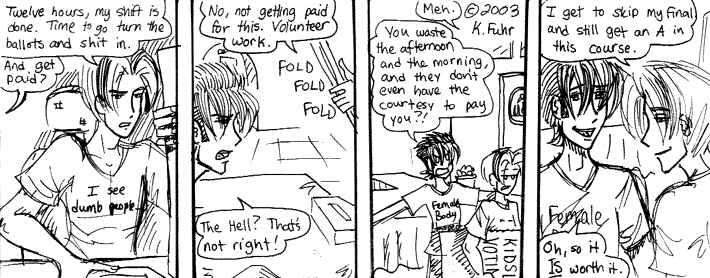 Twelve hours, my shift is
done. Time to go turn the
ballots and shit in.
And get
paid?
I see
dumb people.
No, not getting paid
for this. Volunteer
work.
FOLD
FOLD
FOLD
The Hell? That's
not right!
Meh.
©2003
K. Fuhr
You waste
the afternoon
and the morning,
and they don't
even have the
courtesy to pay
you?!
Female
Body
I get to skip my final
and still get an A in
this course.
Female
Oh, so it
IS worth it.